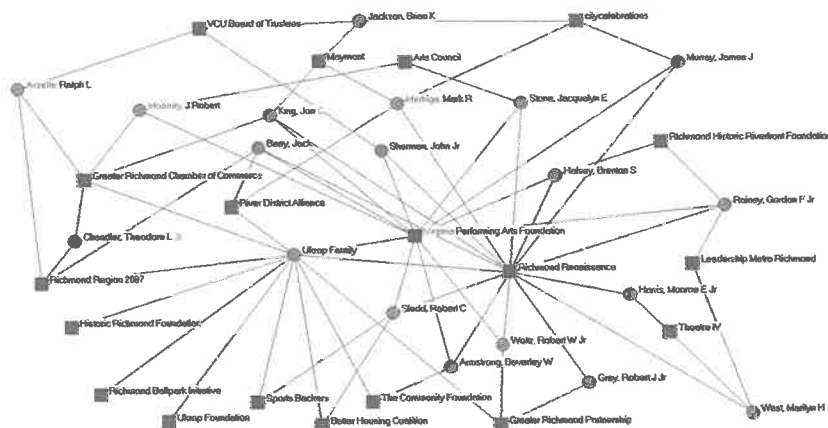 Jackson, Brian K
citycelebrations
VCU Board of Trustees
Maymont
Arts Council
Murray, James J
Ralph L
J Robert
King, Jon
Mark R
Stone, Jacquelyn E
Richmond Historic Riverfront Foundation
Berry, Jack
Sherman, John Jr
Halsey, Brenton S
Greater Richmond Chamber of Commerce
River District Alliance
Rainey, Gordon F Jr
Virginia Performing Arts Foundation
Chandler, Theodore L Jr
Ukrop Family
Leadership Metro Richmond
Richmond Region 2007
Richmond Renaissance
Harris, Monroe E Jr
Sledd, Robert C
Historic Richmond Foundation
Theatre IV
Woltz, Robert W Jr
Armstrong, Beverley W
Grey, Robert J Jr
Richmond Ballpark Initiative
Sports Backers
The Community Foundation
Ukrop Foundation
Better Housing Coalition
Greater Richmond Partnership
West, Marilyn H